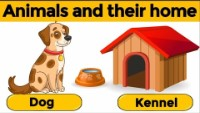 Animals and their home
Dog
Kennel